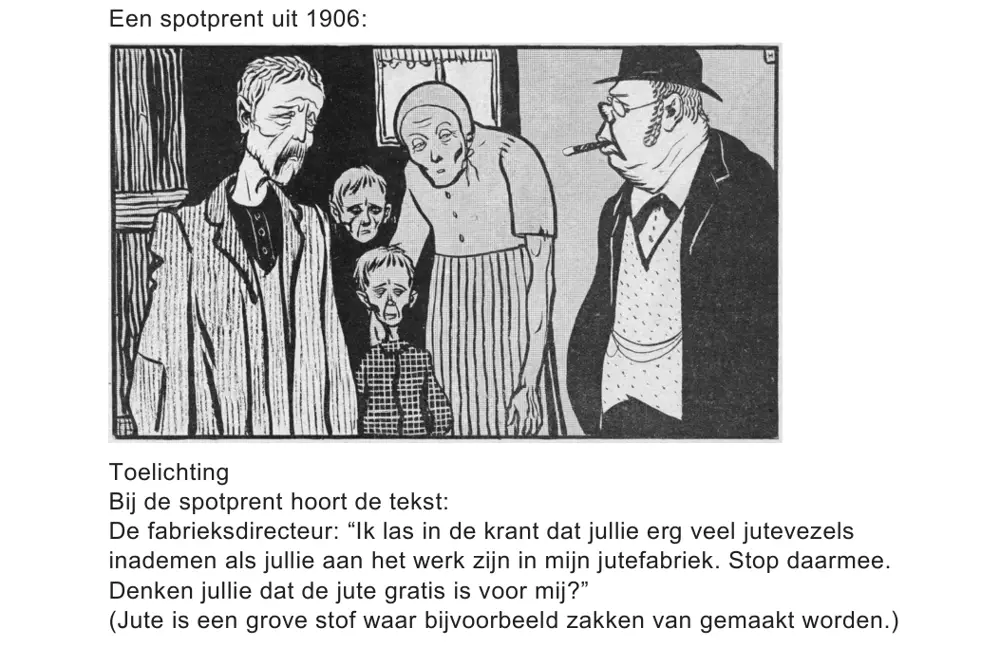 Een spotprent uit 1906:
Toelichting
Bij de spotprent hoort de tekst:
De fabrieksdirecteur: “Ik las in de krant dat jullie erg veel jutevezels
inademen als jullie aan het werk zijn in mijn jutefabriek. Stop daarmee.
Denken jullie dat de jute gratis is voor mij?”
(Jute is een grove stof waar bijvoorbeeld zakken van gemaakt worden.)